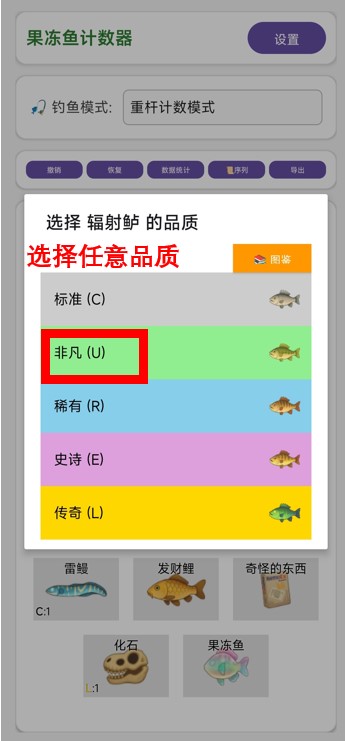 果冻鱼计数器
设置
钓鱼模式:
重杆计数模式
撤销
恢复
数据统计
序列
导出
选择 辐射鲈 的品质
选择任意品质
图鉴
标准 (C)
非凡 (U)
稀有 (R)
史诗 (E)
传奇 (L)
雷鳗
发财鲤
奇怪的东西
C:1
化石
果冻鱼
L:1